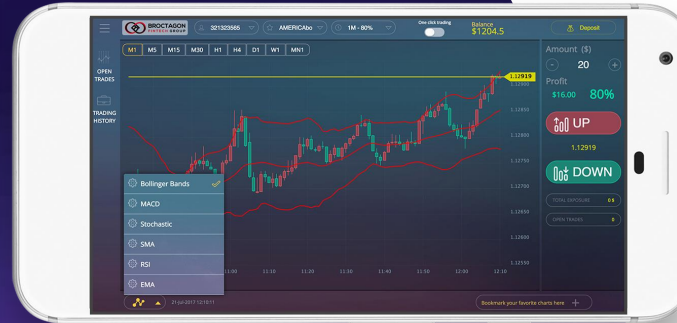 BROCTAGON
FINTECH GROUP
321323565
AMERICAbo
1M - 80%
One click trading
Balance
$1204.5
Deposit
M1 M5 M15 M30 H1 H4 D1 W1 MN1
OPEN
TRADES
TRADING
HISTORY
Amount ($)
- 20 +
Profit
$16.00 80%
UP
1.12919
DOWN
TOTAL EXPOSURE 0 $
OPEN TRADES 0
1.12919
1.12900
1.12850
1.12800
1.12750
1.12700
1.12650
1.12600
1.12550
Bollinger Bands
MACD
Stochastic
SMA
RSI
EMA
11:00 11:10 11:20 11:30 11:40 11:50 12:00 12:10
21-Jul-2017 12:10:11
Bookmark your favorite charts here +